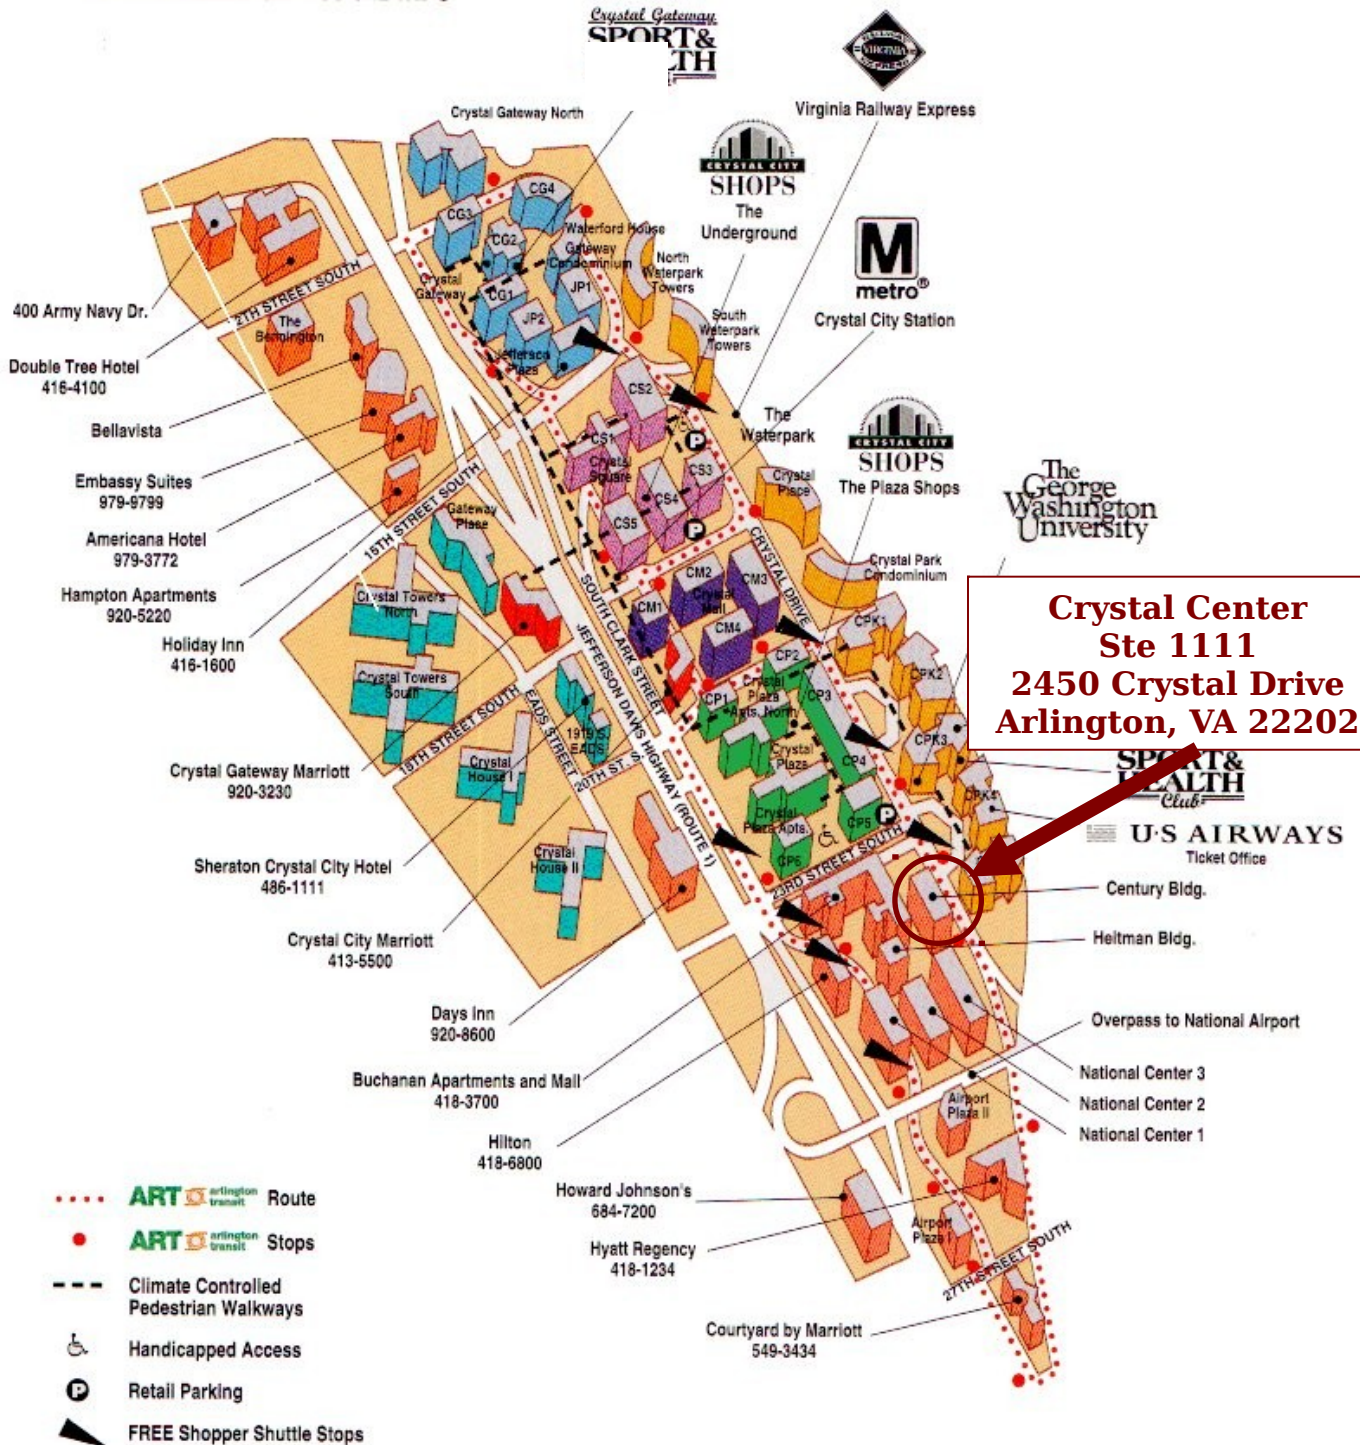 Crystal Gateway
SPORT&
LTH
VIRGINIA
Virginia Railway Express
Crystal Gateway North
CRYSTAL CITY
SHOPS
The
Underground
M
metro®
Crystal City Station
CG4
CG3
CG2
Waterford House
Gateway
Condominium
North
Waterpark
Towers
Crystal
Gateway
CG1
JP1
JP2
Jefferson
Plaza
South
Waterpark
Towers
400 Army Navy Dr.
2TH STREET SOUTH
The
Bennington
Double Tree Hotel
416-4100
Bellavista
Embassy Suites
979-9799
Americana Hotel
979-3772
Hampton Apartments
920-5220
Holiday Inn
416-1600
CS2
The
Waterpark
P
CS1
Crystal
Square
CS3
CS4
CS5
P
CRYSTAL CITY
SHOPS
The Plaza Shops
Crystal
Place
The
George
Washington
University
15TH STREET SOUTH
Gateway
Place
Crystal Towers
North
Crystal Towers
South
CRYSTAL DRIVE
Crystal Park
Condominium
CM2
CM3
Crystal
Mall
CM1
CM4
SOUTH CLARK STREET
JEFFERSON DAVIS HIGHWAY (ROUTE 1)
Crystal Center
Ste 1111
2450 Crystal Drive
Arlington, VA 22202
CPK1
CPK2
CPK3
CPK4
CP2
CP1
Crystal
Plaza
Apts. North
CP3
Crystal
Plaza
CP4
Crystal
Plaza Apts.
CP5
P
CP6
18TH STREET SOUTH
EADS STREET
1919 S.
EADS
20TH ST. S.
Crystal
House I
Crystal
House II
Crystal Gateway Marriott
920-3230
Sheraton Crystal City Hotel
486-1111
Crystal City Marriott
413-5500
Days Inn
920-8600
Buchanan Apartments and Mall
418-3700
Hilton
418-6800
SPORT&
HEALTH
Club
U·S AIRWAYS
Ticket Office
23RD STREET SOUTH
Century Bldg.
Heitman Bldg.
Overpass to National Airport
National Center 3
National Center 2
National Center 1
Airport
Plaza II
Howard Johnson's
684-7200
Hyatt Regency
418-1234
Airport
Plaza I
27TH STREET SOUTH
Courtyard by Marriott
549-3434
ART arlington transit Route
ART arlington transit Stops
Climate Controlled
Pedestrian Walkways
Handicapped Access
P Retail Parking
FREE Shopper Shuttle Stops